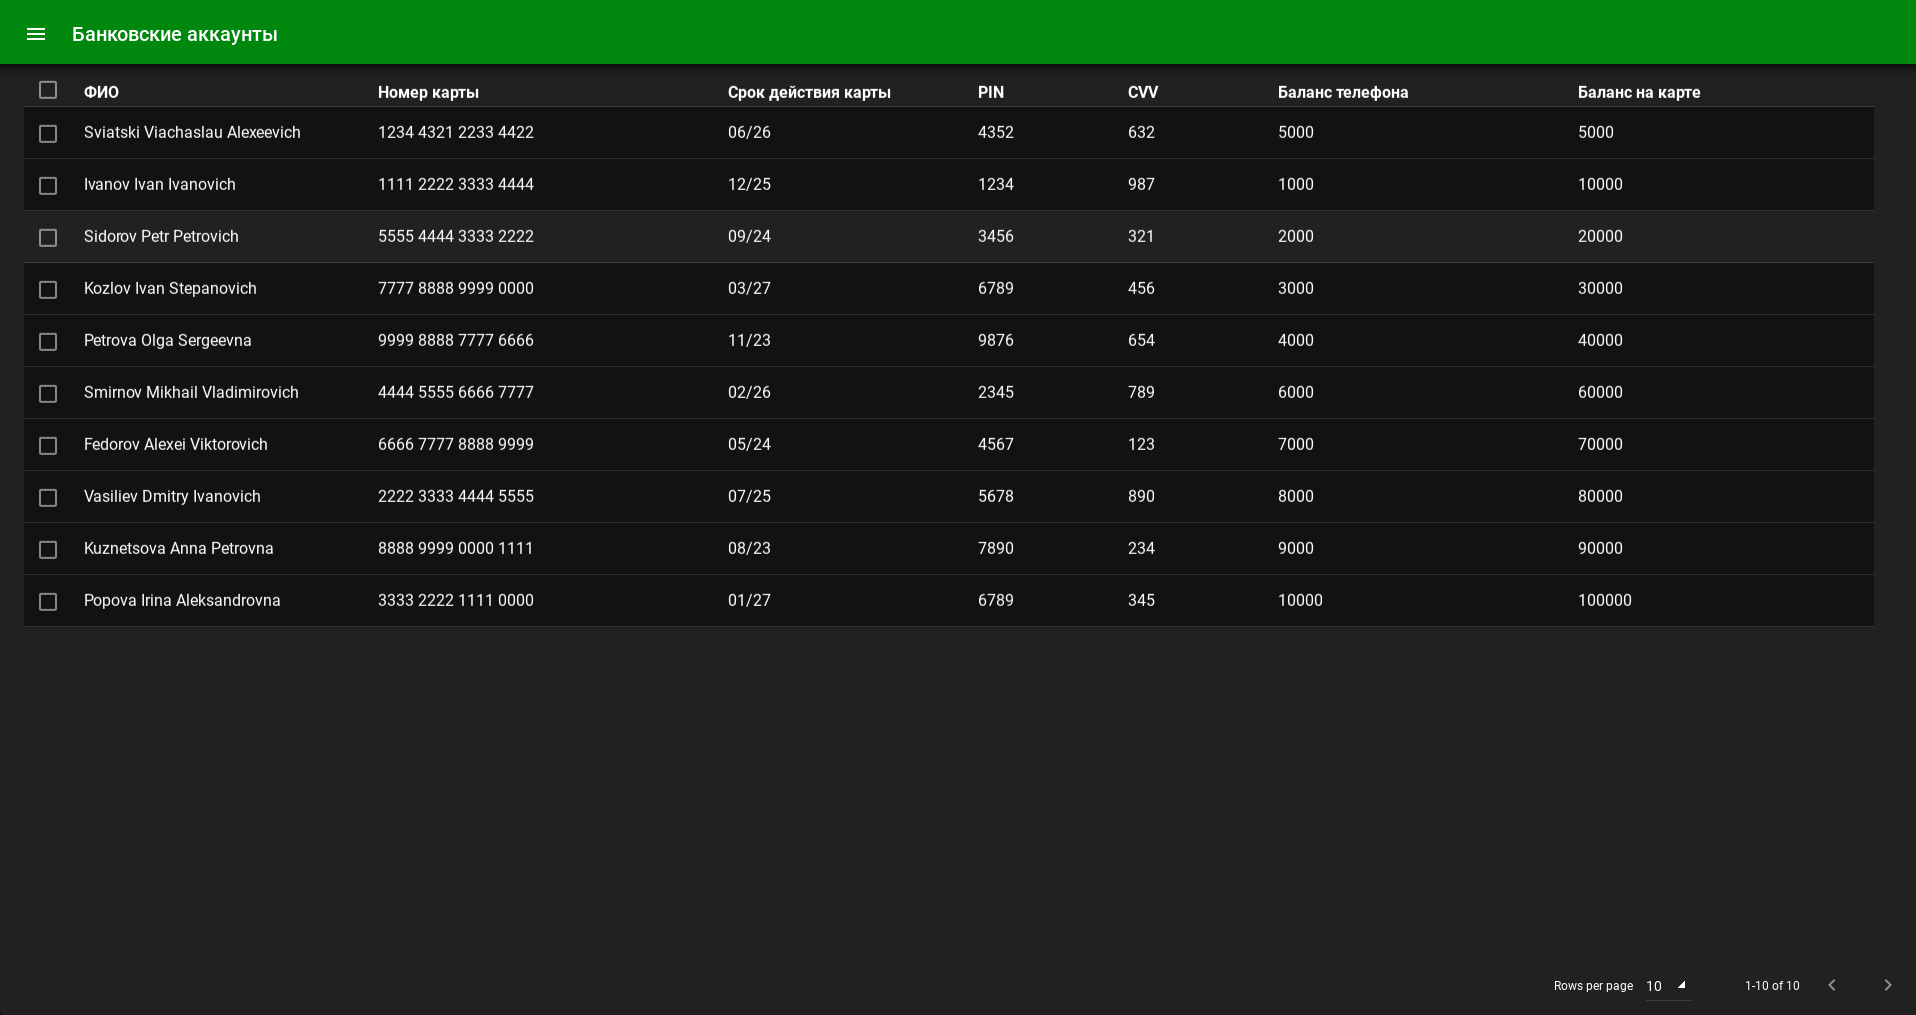 Банковские аккаунты
ФИО Номер карты Срок действия карты PIN CVV Баланс телефона Баланс на карте
Sviatski Viachaslau Alexeevich 1234 4321 2233 4422 06/26 4352 632 5000 5000
Ivanov Ivan Ivanovich 1111 2222 3333 4444 12/25 1234 987 1000 10000
Sidorov Petr Petrovich 5555 4444 3333 2222 09/24 3456 321 2000 20000
Kozlov Ivan Stepanovich 7777 8888 9999 0000 03/27 6789 456 3000 30000
Petrova Olga Sergeevna 9999 8888 7777 6666 11/23 9876 654 4000 40000
Smirnov Mikhail Vladimirovich 4444 5555 6666 7777 02/26 2345 789 6000 60000
Fedorov Alexei Viktorovich 6666 7777 8888 9999 05/24 4567 123 7000 70000
Vasiliev Dmitry Ivanovich 2222 3333 4444 5555 07/25 5678 890 8000 80000
Kuznetsova Anna Petrovna 8888 9999 0000 1111 08/23 7890 234 9000 90000
Popova Irina Aleksandrovna 3333 2222 1111 0000 01/27 6789 345 10000 100000
Rows per page 10 1-10 of 10